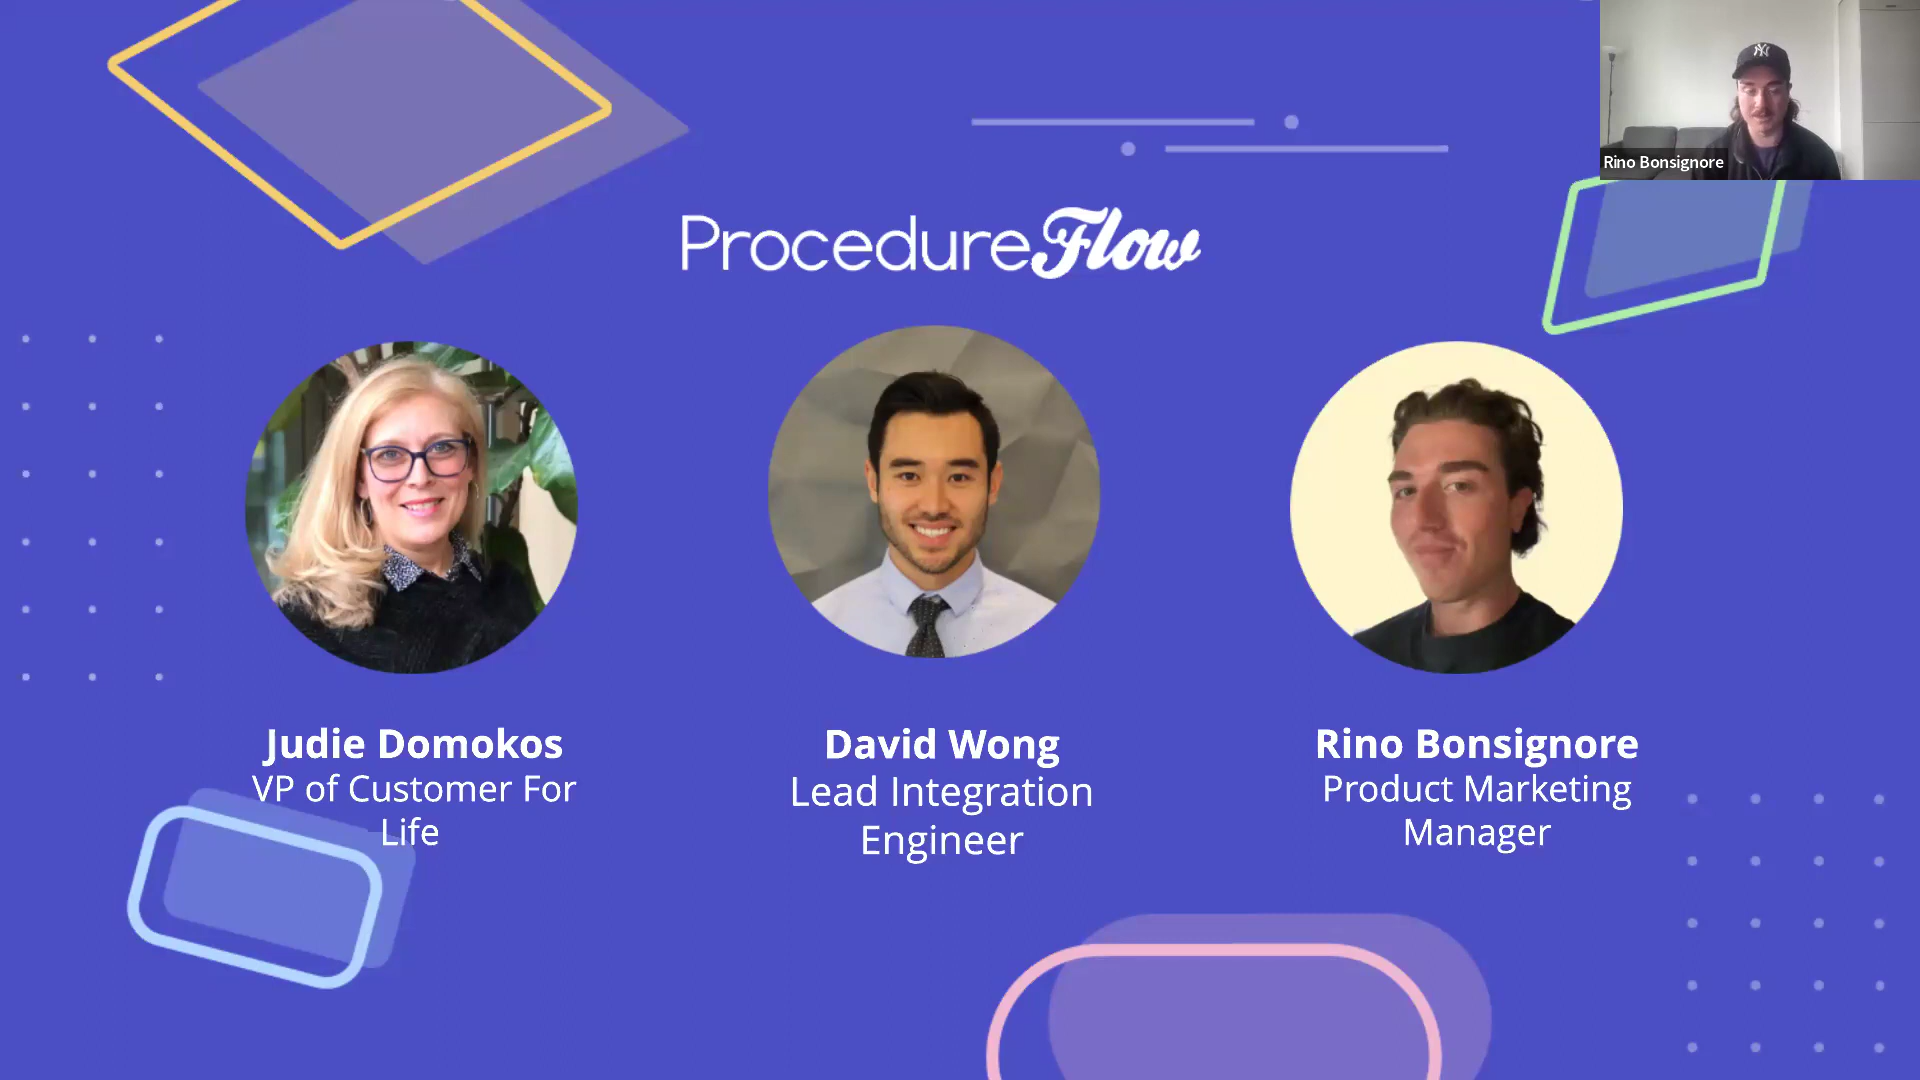 NY
Rino Bonsignore
ProcedureFlow
Judie Domokos
VP of Customer For
Life
David Wong
Lead Integration
Engineer
Rino Bonsignore
Product Marketing
Manager